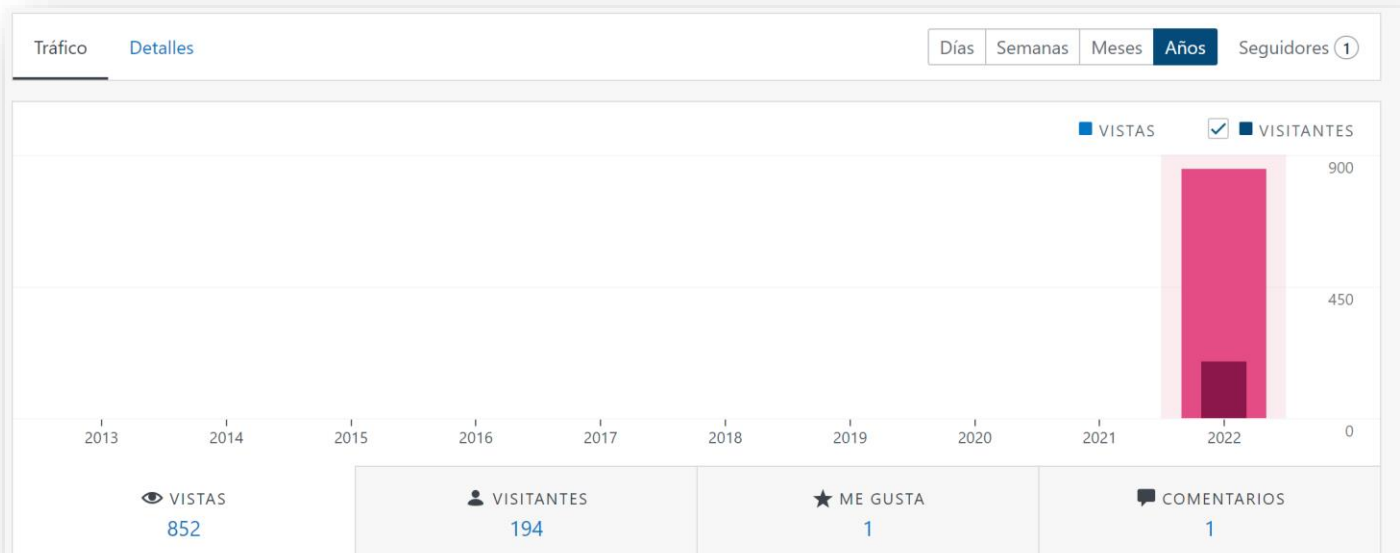 Tráfico Detalles Días Semanas Meses Años Seguidores 1
VISTAS VISITANTES
900
450
0
2013 2014 2015 2016 2017 2018 2019 2020 2021 2022
VISTAS VISITANTES ME GUSTA COMENTARIOS
852 194 1 1